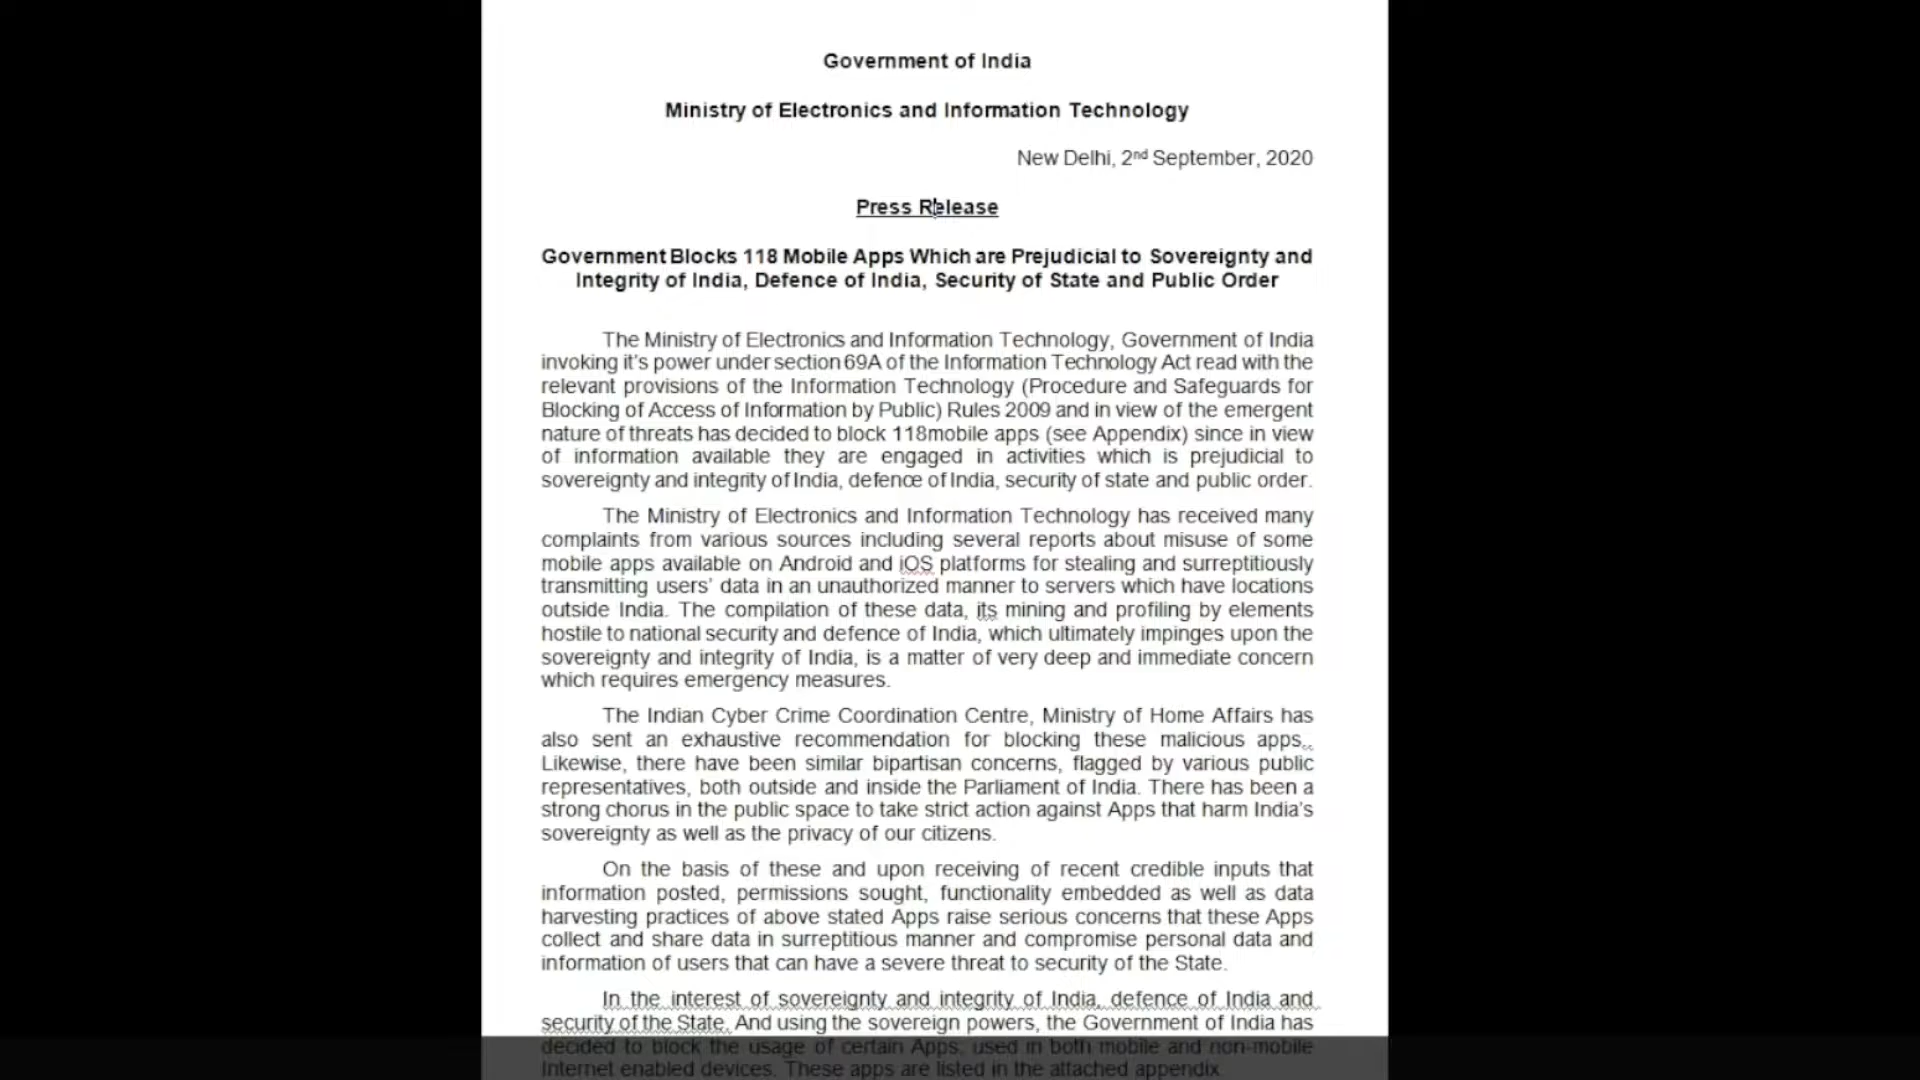 Government of India
Ministry of Electronics and Information Technology
New Delhi, 2nd September, 2020
Press Release
Government Blocks 118 Mobile Apps Which are Prejudicial to Sovereignty and
Integrity of India, Defence of India, Security of State and Public Order
The Ministry of Electronics and Information Technology, Government of India
invoking it's power under section 69A of the Information Technology Act read with the
relevant provisions of the Information Technology (Procedure and Safeguards for
Blocking of Access of Information by Public) Rules 2009 and in view of the emergent
nature of threats has decided to block 118mobile apps (see Appendix) since in view
of information available they are engaged in activities which is prejudicial to
sovereignty and integrity of India, defence of India, security of state and public order.
The Ministry of Electronics and Information Technology has received many
complaints from various sources including several reports about misuse of some
mobile apps available on Android and iOS platforms for stealing and surreptitiously
transmitting users' data in an unauthorized manner to servers which have locations
outside India. The compilation of these data, its mining and profiling by elements
hostile to national security and defence of India, which ultimately impinges upon the
sovereignty and integrity of India, is a matter of very deep and immediate concern
which requires emergency measures.
The Indian Cyber Crime Coordination Centre, Ministry of Home Affairs has
also sent an exhaustive recommendation for blocking these malicious apps.
Likewise, there have been similar bipartisan concerns, flagged by various public
representatives, both outside and inside the Parliament of India. There has been a
strong chorus in the public space to take strict action against Apps that harm India's
sovereignty as well as the privacy of our citizens.
On the basis of these and upon receiving of recent credible inputs that
information posted, permissions sought, functionality embedded as well as data
harvesting practices of above stated Apps raise serious concerns that these Apps
collect and share data in surreptitious manner and compromise personal data and
information of users that can have a severe threat to security of the State.
In the interest of sovereignty and integrity of India, defence of India and
security of the State. And using the sovereign powers, the Government of India has
decided to block the usage of certain Apps, used in both mobile and non-mobile
Internet enabled devices. These apps are listed in the attached appendix